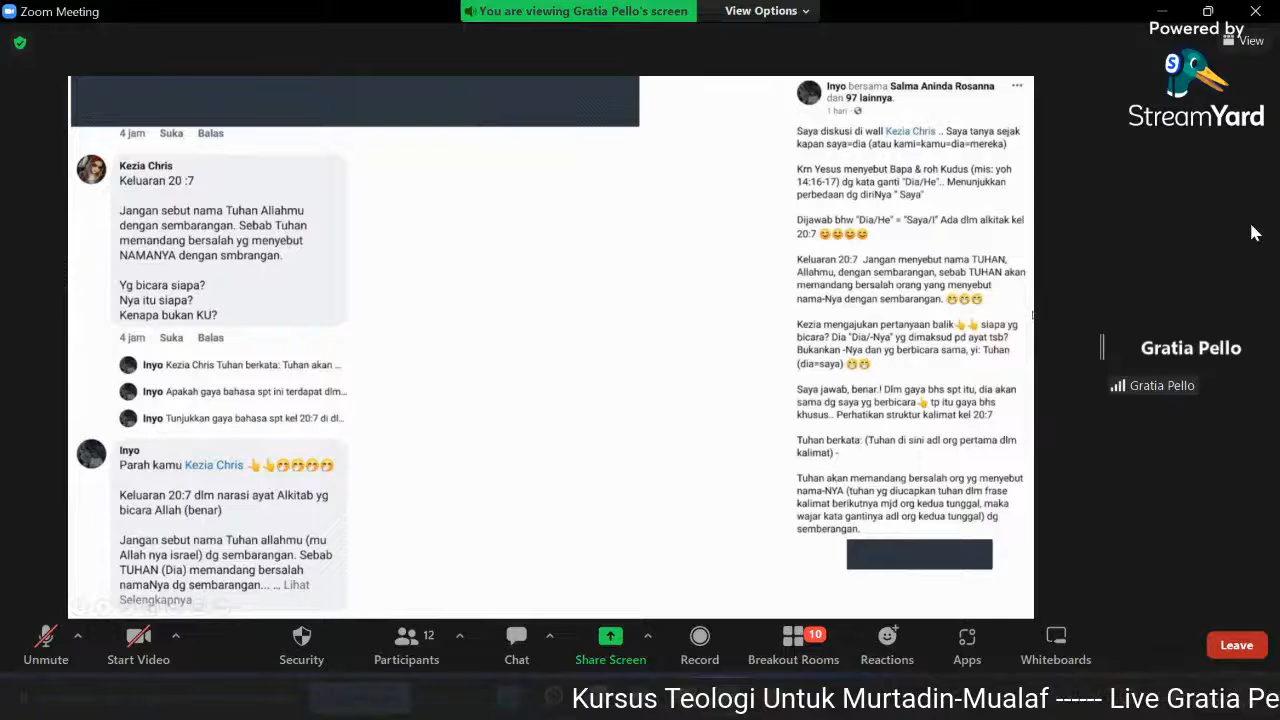 Zoom Meeting
You are viewing Gratia Pello's screen
View Options
Powered by
View
StreamYard
4 jam Suka Balas
Kezia Chris
Keluaran 20 :7
Jangan sebut nama Tuhan Allahmu
dengan sembarangan. Sebab Tuhan
memandang bersalah yg menyebut
NAMANYA dengan smbrangan.
Yg bicara siapa?
Nya itu siapa?
Kenapa bukan KU?
4 jam Suka Balas
Inyo Kezia Chris Tuhan berkata: Tuhan akan ...
Inyo Apakah gaya bahasa spt ini terdapat dlm...
Inyo Tunjukkan gaya bahasa spt kel 20:7 di dl...
Inyo
Parah kamu Kezia Chris 👆👆😁😁😁😁
Keluaran 20:7 dlm narasi ayat Alkitab yg
bicara Allah (benar)
Jangan sebut nama Tuhan allahmu (mu
Allah nya israel) dg sembarangan. Sebab
TUHAN (Dia) memandang bersalah
namaNya dg sembarangan... ... Lihat
Selengkapnya
Inyo bersama Salma Aninda Rosanna
dan 97 lainnya.
1 hari
Saya diskusi di wall Kezia Chris .. Saya tanya sejak
kapan saya=dia (atau kami=kamu=dia=mereka)
Krn Yesus menyebut Bapa & roh Kudus (mis: yoh
14:16-17) dg kata ganti "Dia/He".. Menunjukkan
perbedaan dg diriNya " Saya"
Dijawab bhw "Dia/He" = "Saya/I" Ada dlm alkitak kel
20:7 😊😊😊😊
Keluaran 20:7 Jangan menyebut nama TUHAN,
Allahmu, dengan sembarangan, sebab TUHAN akan
memandang bersalah orang yang menyebut
nama-Nya dengan sembarangan. 😁😁😁
Kezia mengajukan pertanyaan balik👆👆 siapa yg
bicara? Dia "Dia/-Nya" yg dimaksud pd ayat tsb?
Bukankan -Nya dan yg berbicara sama, yi: Tuhan
(dia=saya) 😁😁
Saya jawab, benar.! Dlm gaya bhs spt itu, dia akan
sama dg saya yg berbicara👆 tp itu gaya bhs
khusus.. Perhatikan struktur kalimat kel 20:7
Tuhan berkata: (Tuhan di sini adl org pertama dlm
kalimat) -
Tuhan akan memandang bersalah org yg menyebut
nama-NYA (tuhan yg diucapkan tuhan dlm frase
kalimat berikutnya mjd org kedua tunggal, maka
wajar kata gantinya adl org kedua tunggal) dg
semberangan.
Gratia Pello
Gratia Pello
Unmute
Start Video
Security
12
Participants
Chat
Share Screen
Record
10
Breakout Rooms
Reactions
Apps
Whiteboards
Leave
Kursus Teologi Untuk Murtadin-Mualaf ------ Live Gratia Pe